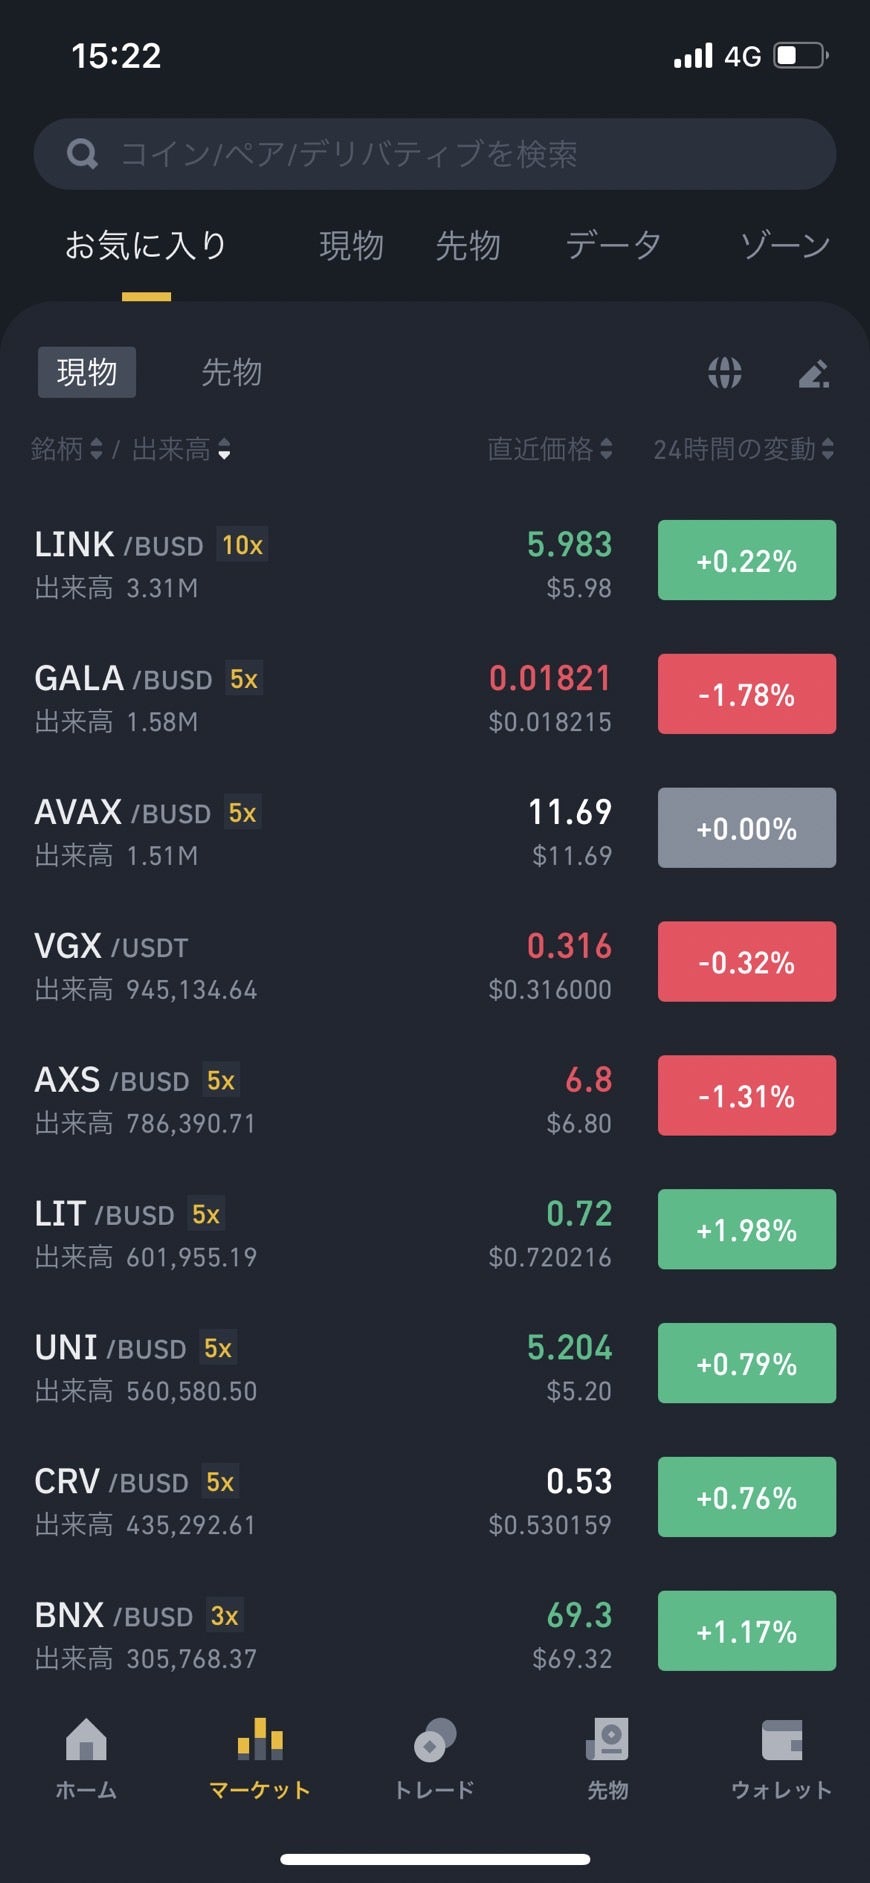 15:22 4G
コイン/ペア/デリバティブを検索
お気に入り 現物 先物 データ ゾーン
現物 先物
銘柄 / 出来高 直近価格 24時間の変動
LINK /BUSD 10x 5.983 +0.22%
出来高 3.31M $5.98
GALA /BUSD 5x 0.01821 -1.78%
出来高 1.58M $0.018215
AVAX /BUSD 5x 11.69 +0.00%
出来高 1.51M $11.69
VGX /USDT 0.316 -0.32%
出来高 945,134.64 $0.316000
AXS /BUSD 5x 6.8 -1.31%
出来高 786,390.71 $6.80
LIT /BUSD 5x 0.72 +1.98%
出来高 601,955.19 $0.720216
UNI /BUSD 5x 5.204 +0.79%
出来高 560,580.50 $5.20
CRV /BUSD 5x 0.53 +0.76%
出来高 435,292.61 $0.530159
BNX /BUSD 3x 69.3 +1.17%
出来高 305,768.37 $69.32
ホーム マーケット トレード 先物 ウォレット